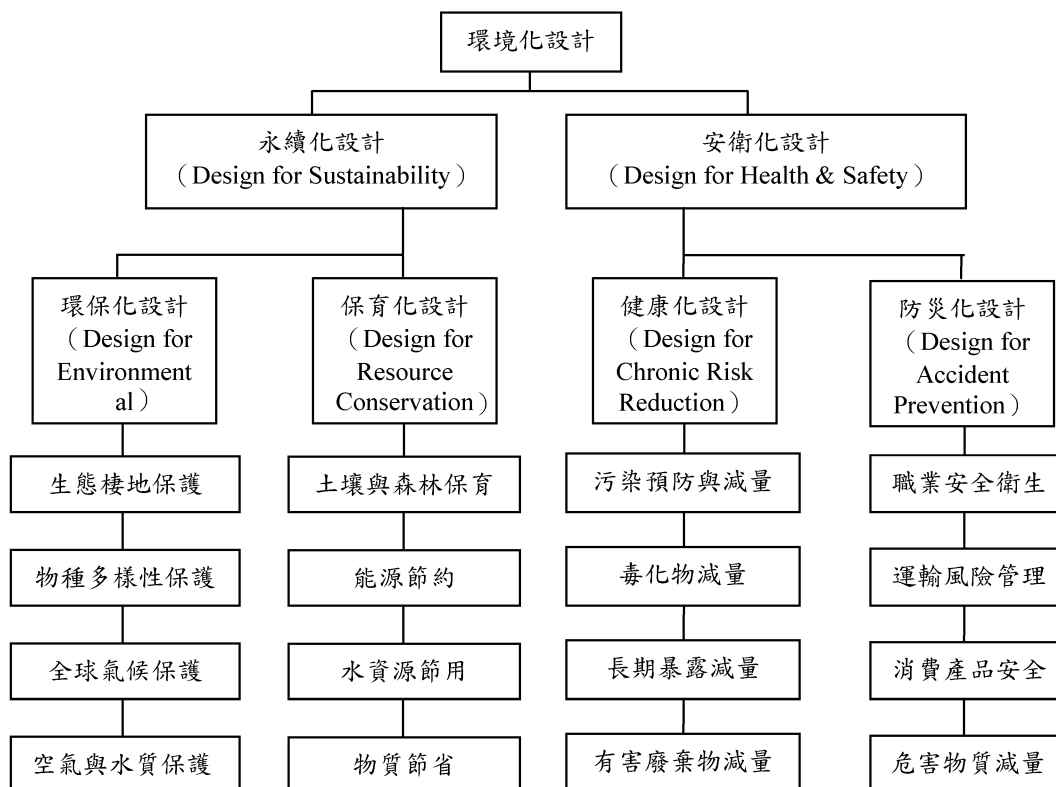 環境化設計
永續化設計
（Design for Sustainability）
安衛化設計
（Design for Health & Safety）
環保化設計
（Design for
Environment
al）
保育化設計
（Design for
Resource
Conservation）
健康化設計
（Design for
Chronic Risk
Reduction）
防災化設計
（Design for
Accident
Prevention）
生態棲地保護
物種多樣性保護
全球氣候保護
空氣與水質保護
土壤與森林保育
能源節約
水資源節用
物質節省
污染預防與減量
毒化物減量
長期暴露減量
有害廢棄物減量
職業安全衛生
運輸風險管理
消費產品安全
危害物質減量